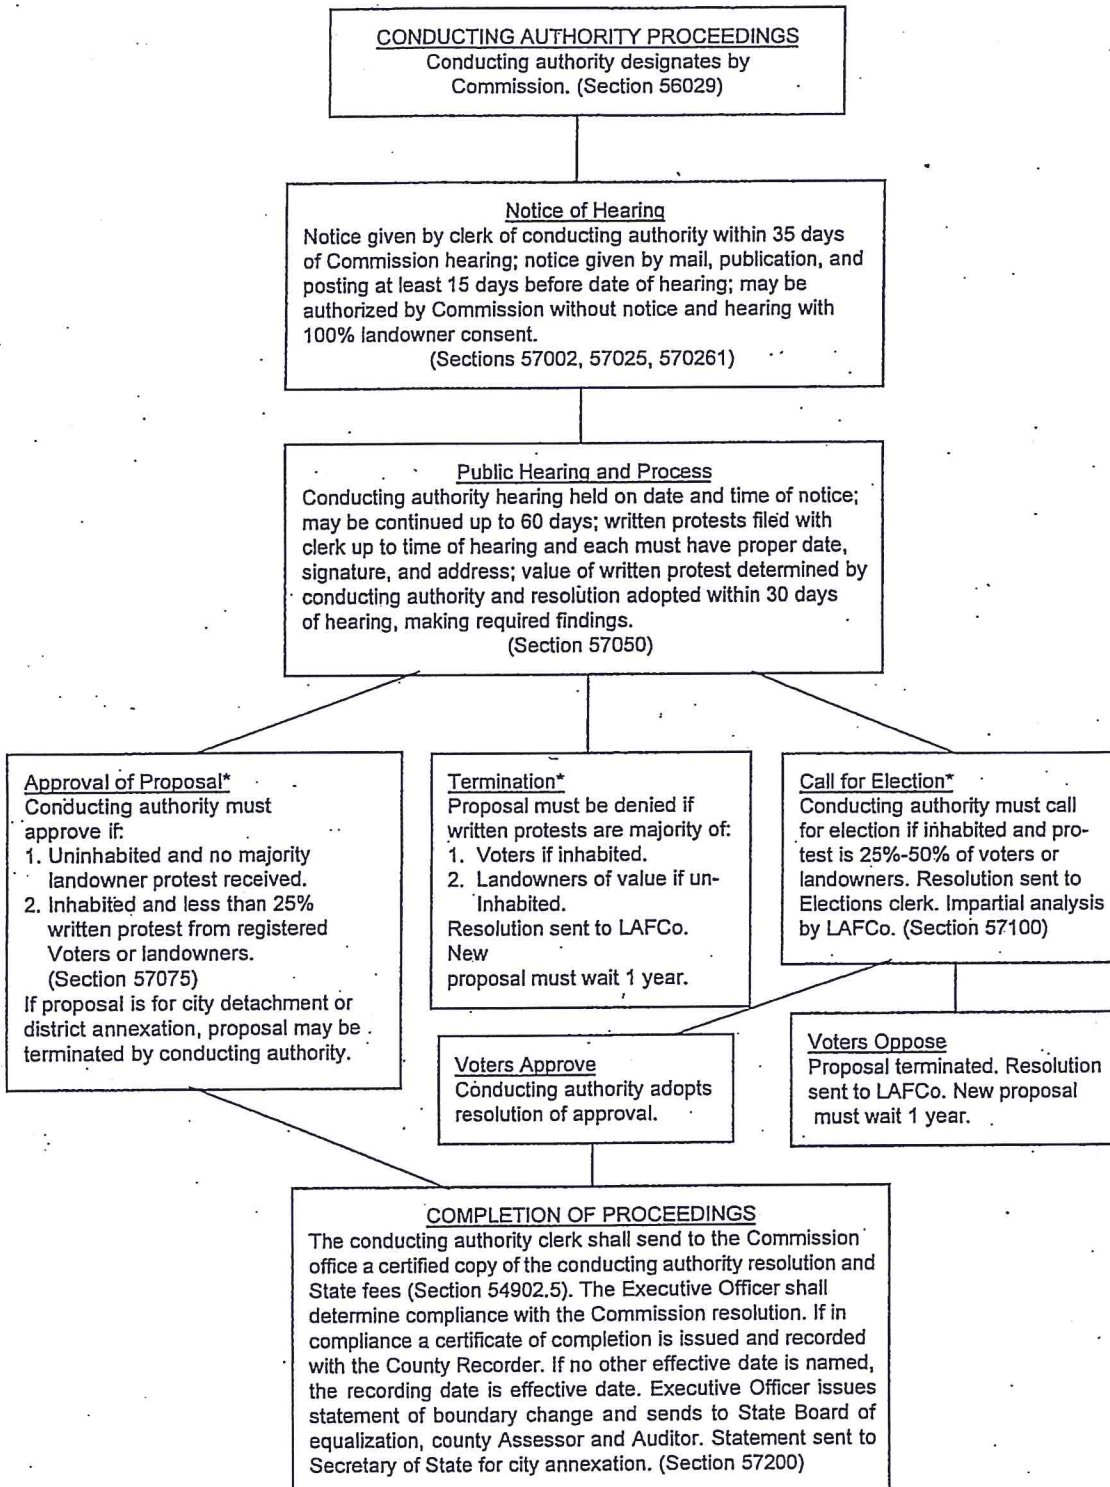 CONDUCTING AUTHORITY PROCEEDINGS
Conducting authority designates by
Commission. (Section 56029)
Notice of Hearing
Notice given by clerk of conducting authority within 35 days
of Commission hearing; notice given by mail, publication, and
posting at least 15 days before date of hearing; may be
authorized by Commission without notice and hearing with
100% landowner consent.
(Sections 57002, 57025, 570261)
Public Hearing and Process
Conducting authority hearing held on date and time of notice;
may be continued up to 60 days; written protests filed with
clerk up to time of hearing and each must have proper date,
signature, and address; value of written protest determined by
conducting authority and resolution adopted within 30 days
of hearing, making required findings.
(Section 57050)
Approval of Proposal*
Conducting authority must
approve if:
1. Uninhabited and no majority
landowner protest received.
2. Inhabited and less than 25%
written protest from registered
Voters or landowners.
(Section 57075)
If proposal is for city detachment or
district annexation, proposal may be
terminated by conducting authority.
Termination*
Proposal must be denied if
written protests are majority of:
1. Voters if inhabited.
2. Landowners of value if un-
Inhabited.
Resolution sent to LAFCo.
New
proposal must wait 1 year.
Call for Election*
Conducting authority must call
for election if inhabited and pro-
test is 25%-50% of voters or
landowners. Resolution sent to
Elections clerk. Impartial analysis
by LAFCo. (Section 57100)
Voters Approve
Conducting authority adopts
resolution of approval.
Voters Oppose
Proposal terminated. Resolution
sent to LAFCo. New proposal
must wait 1 year.
COMPLETION OF PROCEEDINGS
The conducting authority clerk shall send to the Commission
office a certified copy of the conducting authority resolution and
State fees (Section 54902.5). The Executive Officer shall
determine compliance with the Commission resolution. If in
compliance a certificate of completion is issued and recorded
with the County Recorder. If no other effective date is named,
the recording date is effective date. Executive Officer issues
statement of boundary change and sends to State Board of
equalization, county Assessor and Auditor. Statement sent to
Secretary of State for city annexation. (Section 57200)